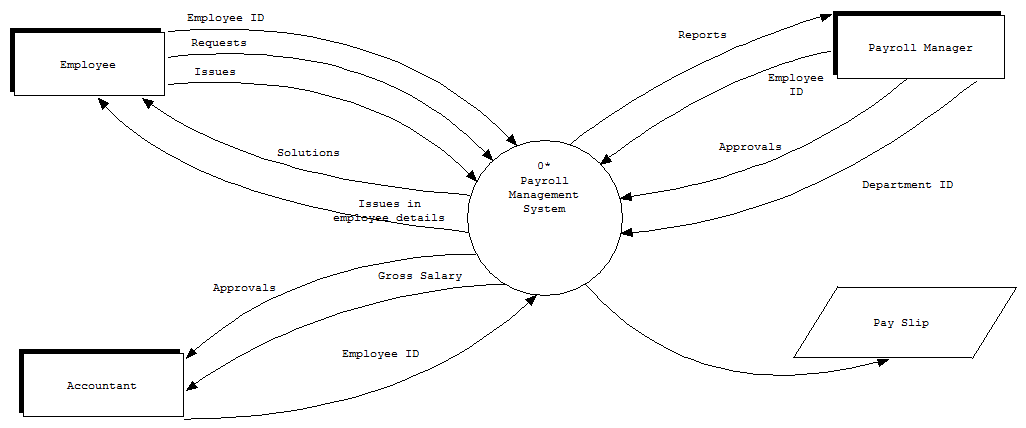 Employee ID
Requests
Issues
Employee
Solutions
Issues in
employee details
Reports
Payroll Manager
Employee
ID
Approvals
Department ID
0*
Payroll
Management
System
Approvals
Gross Salary
Employee ID
Accountant
Pay Slip